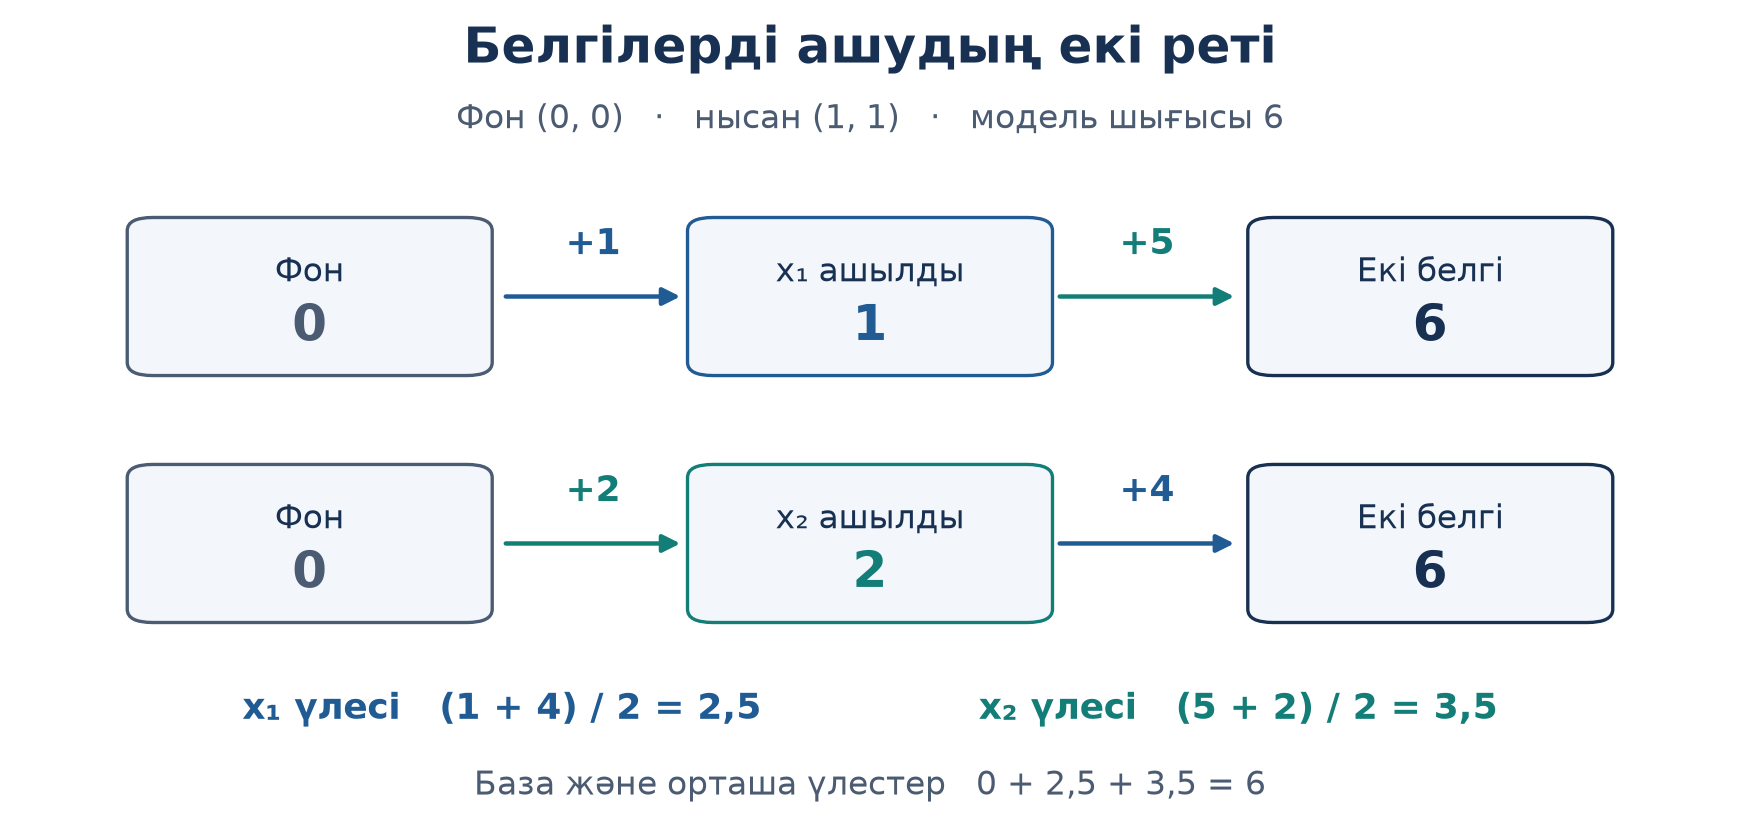 Белгілерді ашудың екі реті
Фон (0, 0) · нысан (1, 1) · модель шығысы 6
+1
+5
Фон
x₁ ашылды
Екі белгі
0
1
6
+2
+4
Фон
x₂ ашылды
Екі белгі
0
2
6
x₁ үлесі (1 + 4) / 2 = 2,5
x₂ үлесі (5 + 2) / 2 = 3,5
База және орташа үлестер 0 + 2,5 + 3,5 = 6